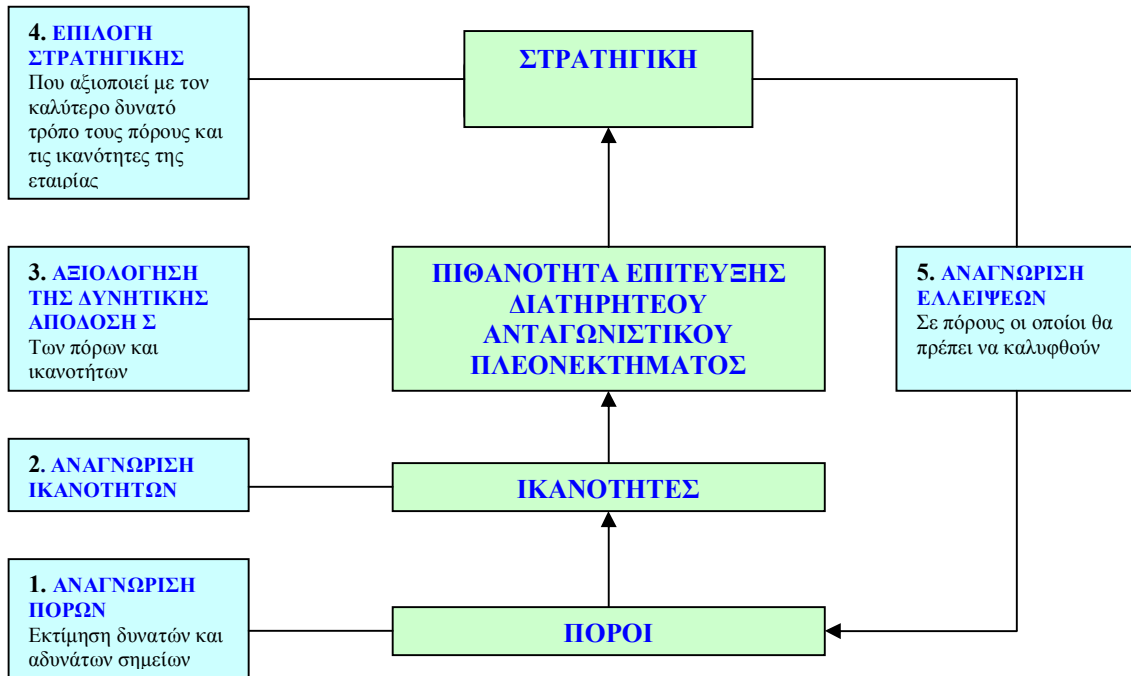 4. ΕΠΙΛΟΓΗ
ΣΤΡΑΤΗΓΙΚΗΣ
Που αξιοποιεί με τον
καλύτερο δυνατό
τρόπο τους πόρους και
τις ικανότητες της
εταιρίας
ΣΤΡΑΤΗΓΙΚΗ
3. ΑΞΙΟΛΟΓΗΣΗ
ΤΗΣ ΔΥΝΗΤΙΚΗΣ
ΑΠΟΔΟΣΗ Σ
Των πόρων και
ικανοτήτων
ΠΙΘΑΝΟΤΗΤΑ ΕΠΙΤΕΥΞΗΣ
ΔΙΑΤΗΡΗΤΕΟΥ
ΑΝΤΑΓΩΝΙΣΤΙΚΟΥ
ΠΛΕΟΝΕΚΤΗΜΑΤΟΣ
5. ΑΝΑΓΝΩΡΙΣΗ
ΕΛΛΕΙΨΕΩΝ
Σε πόρους οι οποίοι θα
πρέπει να καλυφθούν
2. ΑΝΑΓΝΩΡΙΣΗ
ΙΚΑΝΟΤΗΤΩΝ
ΙΚΑΝΟΤΗΤΕΣ
1. ΑΝΑΓΝΩΡΙΣΗ
ΠΟΡΩΝ
Εκτίμηση δυνατών και
αδυνάτων σημείων
ΠΟΡΟΙ